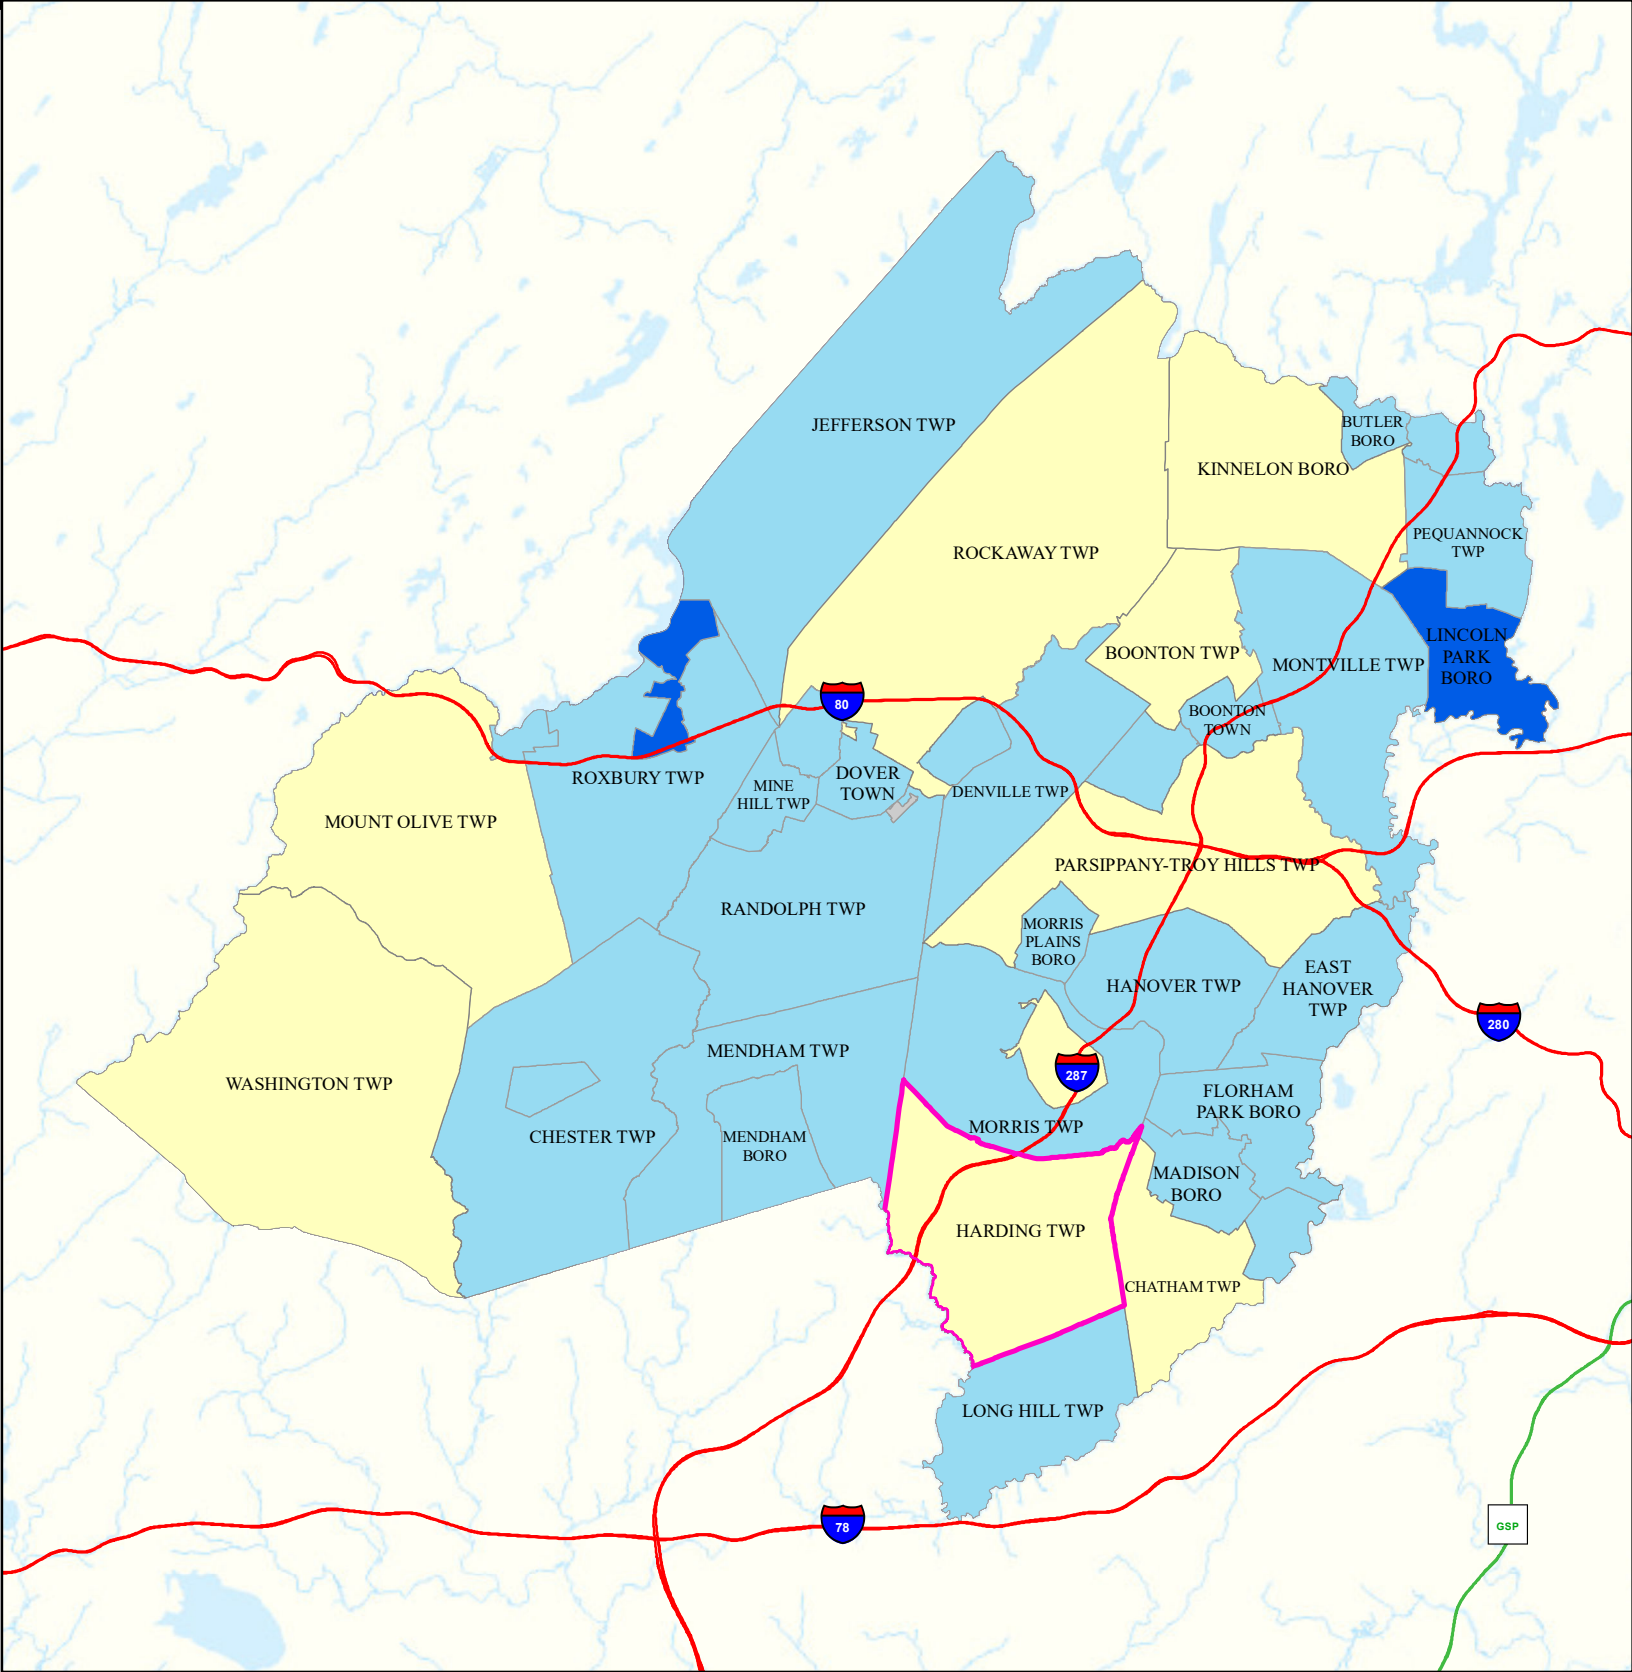 JEFFERSON TWP
BUTLER
BORO
KINNELON BORO
PEQUANNOCK
TWP
ROCKAWAY TWP
LINCOLN
PARK
BORO
BOONTON TWP
MONTVILLE TWP
80
BOONTON
TOWN
ROXBURY TWP
DOVER
TOWN
MINE
HILL TWP
DENVILLE TWP
MOUNT OLIVE TWP
PARSIPPANY-TROY HILLS TWP
RANDOLPH TWP
MORRIS
PLAINS
BORO
EAST
HANOVER
TWP
HANOVER TWP
280
MENDHAM TWP
287
WASHINGTON TWP
FLORHAM
PARK BORO
MORRIS TWP
CHESTER TWP
MENDHAM
BORO
MADISON
BORO
HARDING TWP
CHATHAM TWP
LONG HILL TWP
78
GSP